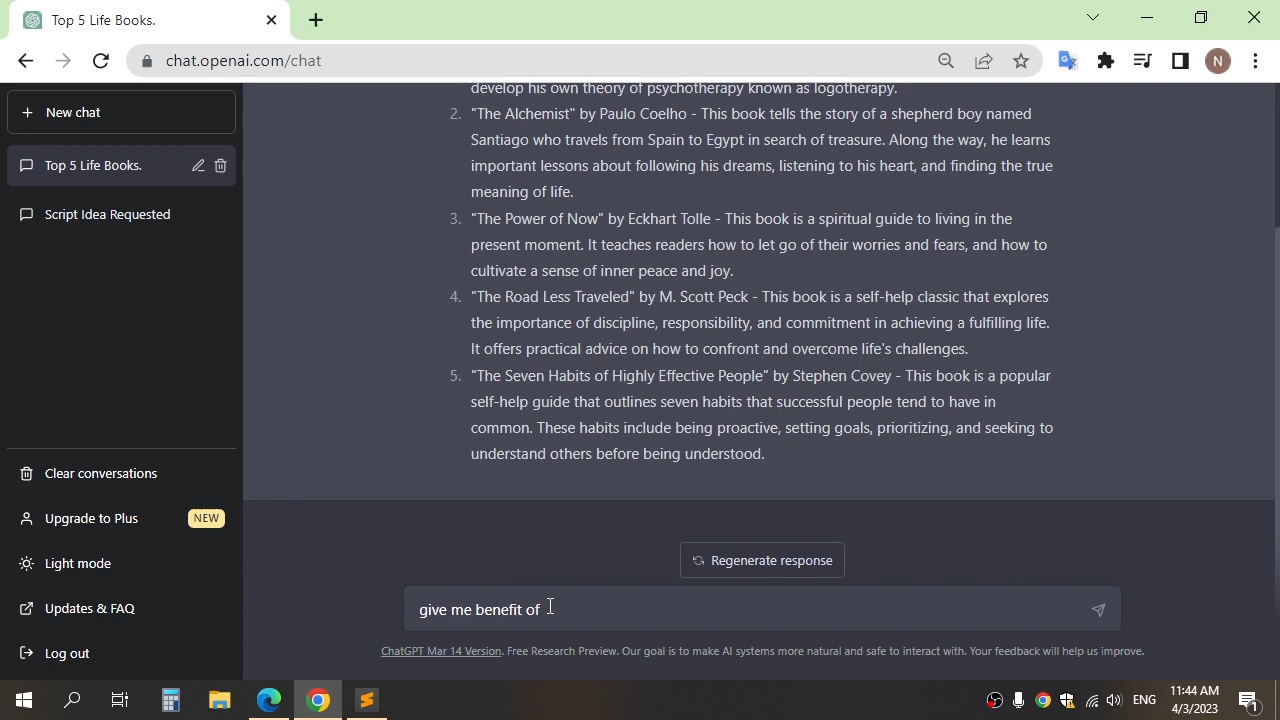 Top 5 Life Books.
chat.openai.com/chat
N
New chat
Top 5 Life Books.
Script Idea Requested
Clear conversations
Upgrade to Plus NEW
Light mode
Updates & FAQ
Log out
develop his own theory of psychotherapy known as logotherapy.
2. "The Alchemist" by Paulo Coelho - This book tells the story of a shepherd boy named
Santiago who travels from Spain to Egypt in search of treasure. Along the way, he learns
important lessons about following his dreams, listening to his heart, and finding the true
meaning of life.
3. "The Power of Now" by Eckhart Tolle - This book is a spiritual guide to living in the
present moment. It teaches readers how to let go of their worries and fears, and how to
cultivate a sense of inner peace and joy.
4. "The Road Less Traveled" by M. Scott Peck - This book is a self-help classic that explores
the importance of discipline, responsibility, and commitment in achieving a fulfilling life.
It offers practical advice on how to confront and overcome life's challenges.
5. "The Seven Habits of Highly Effective People" by Stephen Covey - This book is a popular
self-help guide that outlines seven habits that successful people tend to have in
common. These habits include being proactive, setting goals, prioritizing, and seeking to
understand others before being understood.
Regenerate response
give me benefit of
ChatGPT Mar 14 Version. Free Research Preview. Our goal is to make AI systems more natural and safe to interact with. Your feedback will help us improve.
ENG
11:44 AM
4/3/2023
1